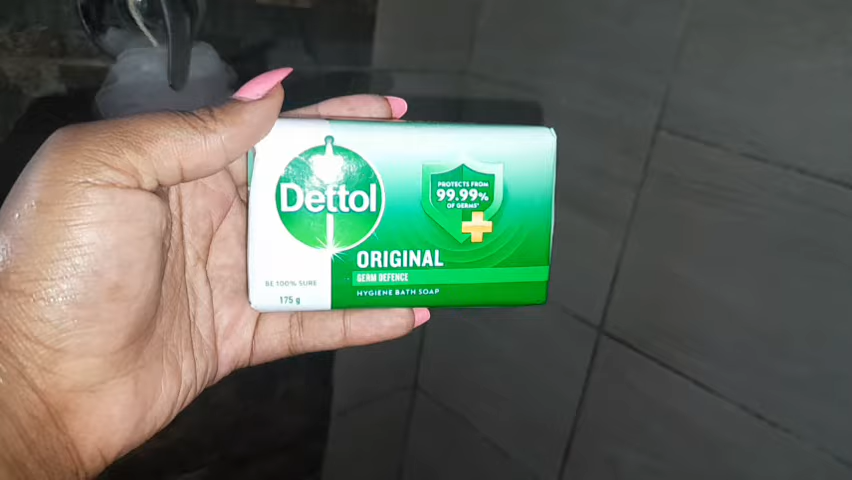 Dettol
PROTECTS FROM
99.99%
OF GERMS*
ORIGINAL
GERM DEFENCE
HYGIENE BATH SOAP
BE 100% SURE
175 g